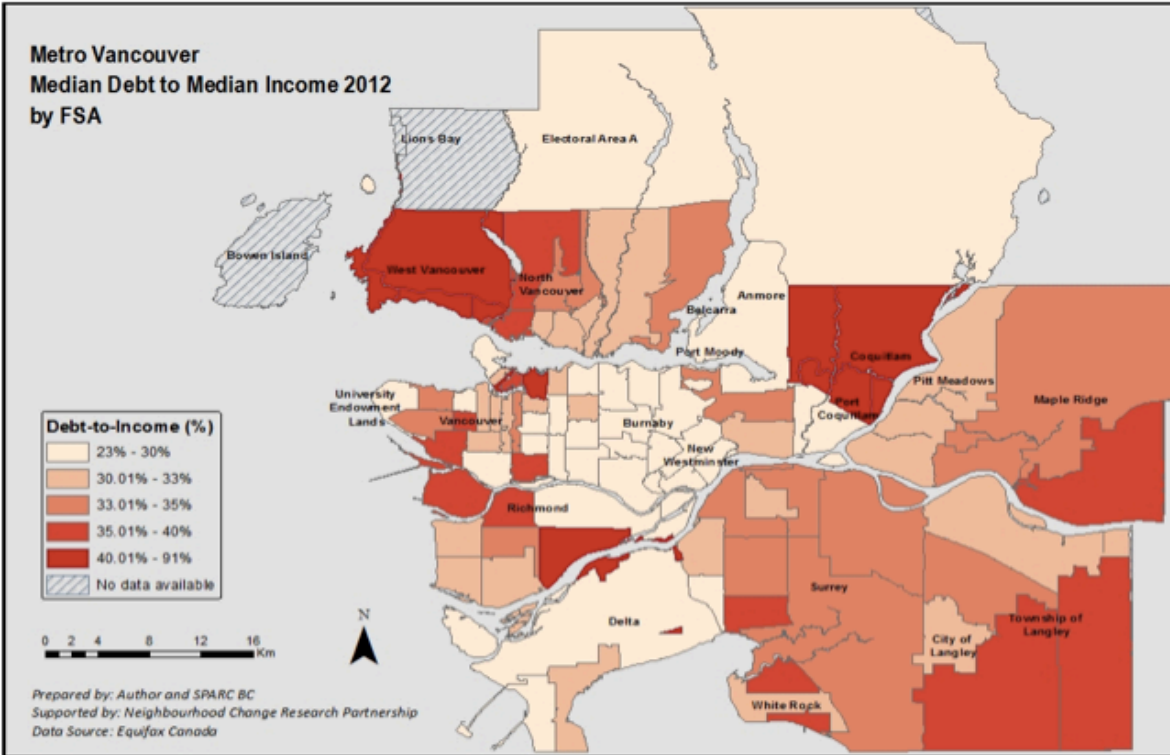 Metro Vancouver
Median Debt to Median Income 2012
by FSA
Lions Bay
Electoral Area A
Bowen Island
West Vancouver
North
Vancouver
Anmore
Belcarra
Port Moody
Coquitlam
Port
Coquitlam
Pitt Meadows
Maple Ridge
University
Endowment
Lands
Vancouver
Burnaby
New
Westminster
Richmond
Delta
Surrey
Township of
Langley
City of
Langley
White Rock
Debt-to-Income (%)
23% - 30%
30.01% - 33%
33.01% - 35%
35.01% - 40%
40.01% - 91%
No data available
N
0 2 4 8 12 16
Km
Prepared by: Author and SPARC BC
Supported by: Neighbourhood Change Research Partnership
Data Source: Equifax Canada